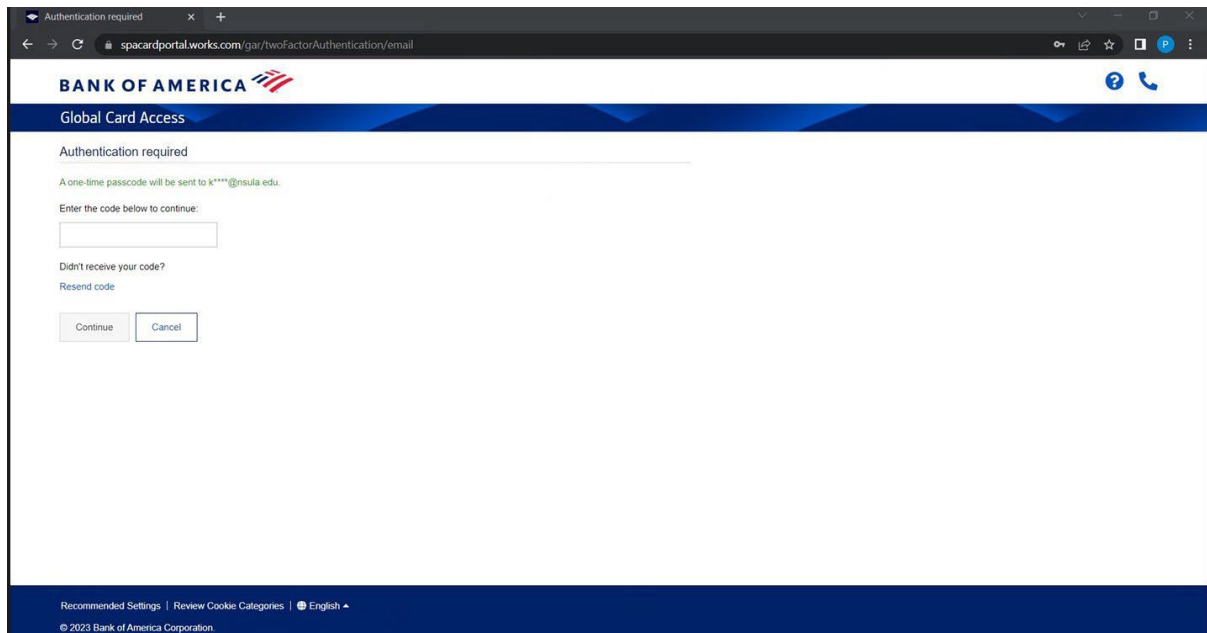 Authentication required
spacardportal.works.com/gar/twoFactorAuthentication/email
P
BANK OF AMERICA
Global Card Access
Authentication required
A one-time passcode will be sent to k****@nsula.edu.
Enter the code below to continue:
Didn't receive your code?
Resend code
Continue Cancel
Recommended Settings | Review Cookie Categories | English
© 2023 Bank of America Corporation.